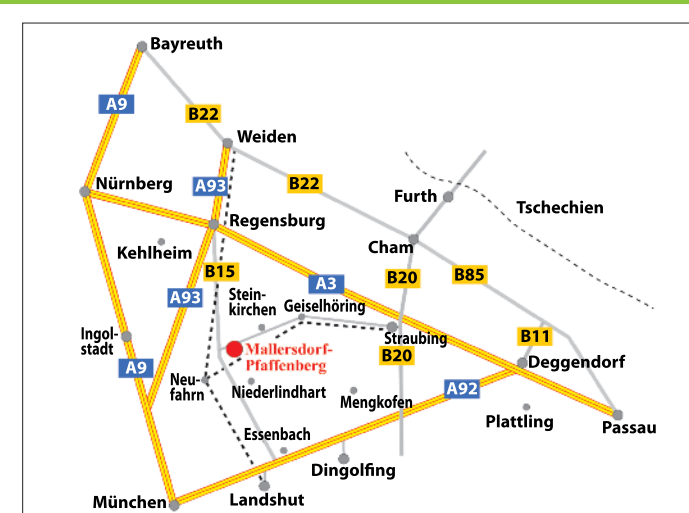 Bayreuth
A9
B22
Weiden
Nürnberg
A93
B22
Furth
Tschechien
Regensburg
Kehlheim
Cham
B15
A3
B20
B85
A93
Stein-
kirchen
Geiselhöring
Ingol-
stadt
Straubing
B11
Mallersdorf-
Pfaffenberg
B20
Deggendorf
A9
Neu-
fahrn
Niederlindhart
Mengkofen
A92
Plattling
Passau
Essenbach
Dingolfing
München
Landshut